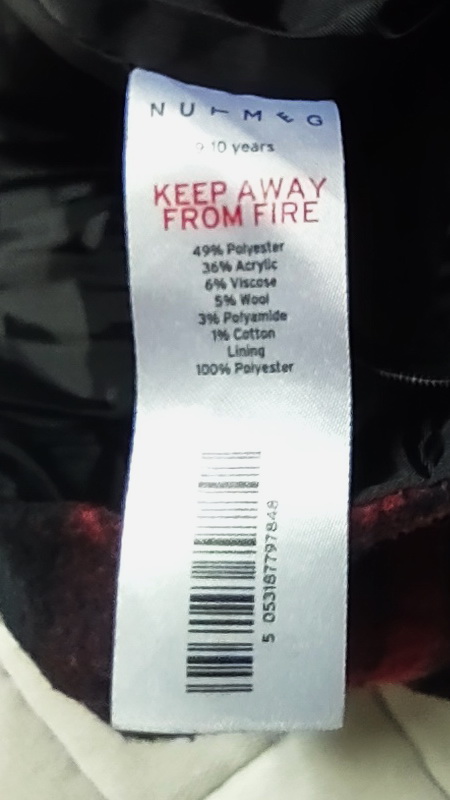 NUTMEG
9-10 years
KEEP AWAY
FROM FIRE
49% Polyester
36% Acrylic
6% Viscose
5% Wool
3% Polyamide
1% Cotton
Lining
100% Polyester
5 053187797848